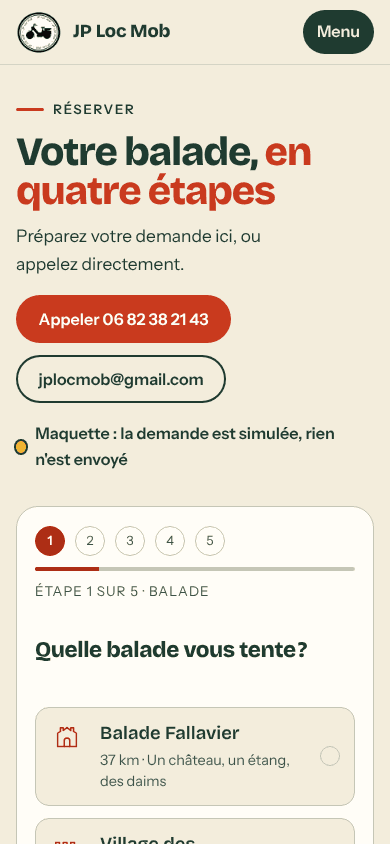 JP Loc Mob
Menu
RÉSERVER
Votre balade, en
quatre étapes
Préparez votre demande ici, ou
appelez directement.
Appeler 06 82 38 21 43
jplocmob@gmail.com
Maquette : la demande est simulée, rien
n'est envoyé
1 2 3 4 5
ÉTAPE 1 SUR 5 · BALADE
Quelle balade vous tente ?
Balade Fallavier
37 km · Un château, un étang,
des daims
Village des